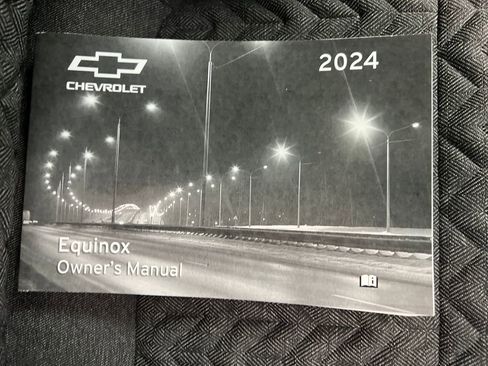 2024
CHEVROLET
Equinox
Owner's Manual